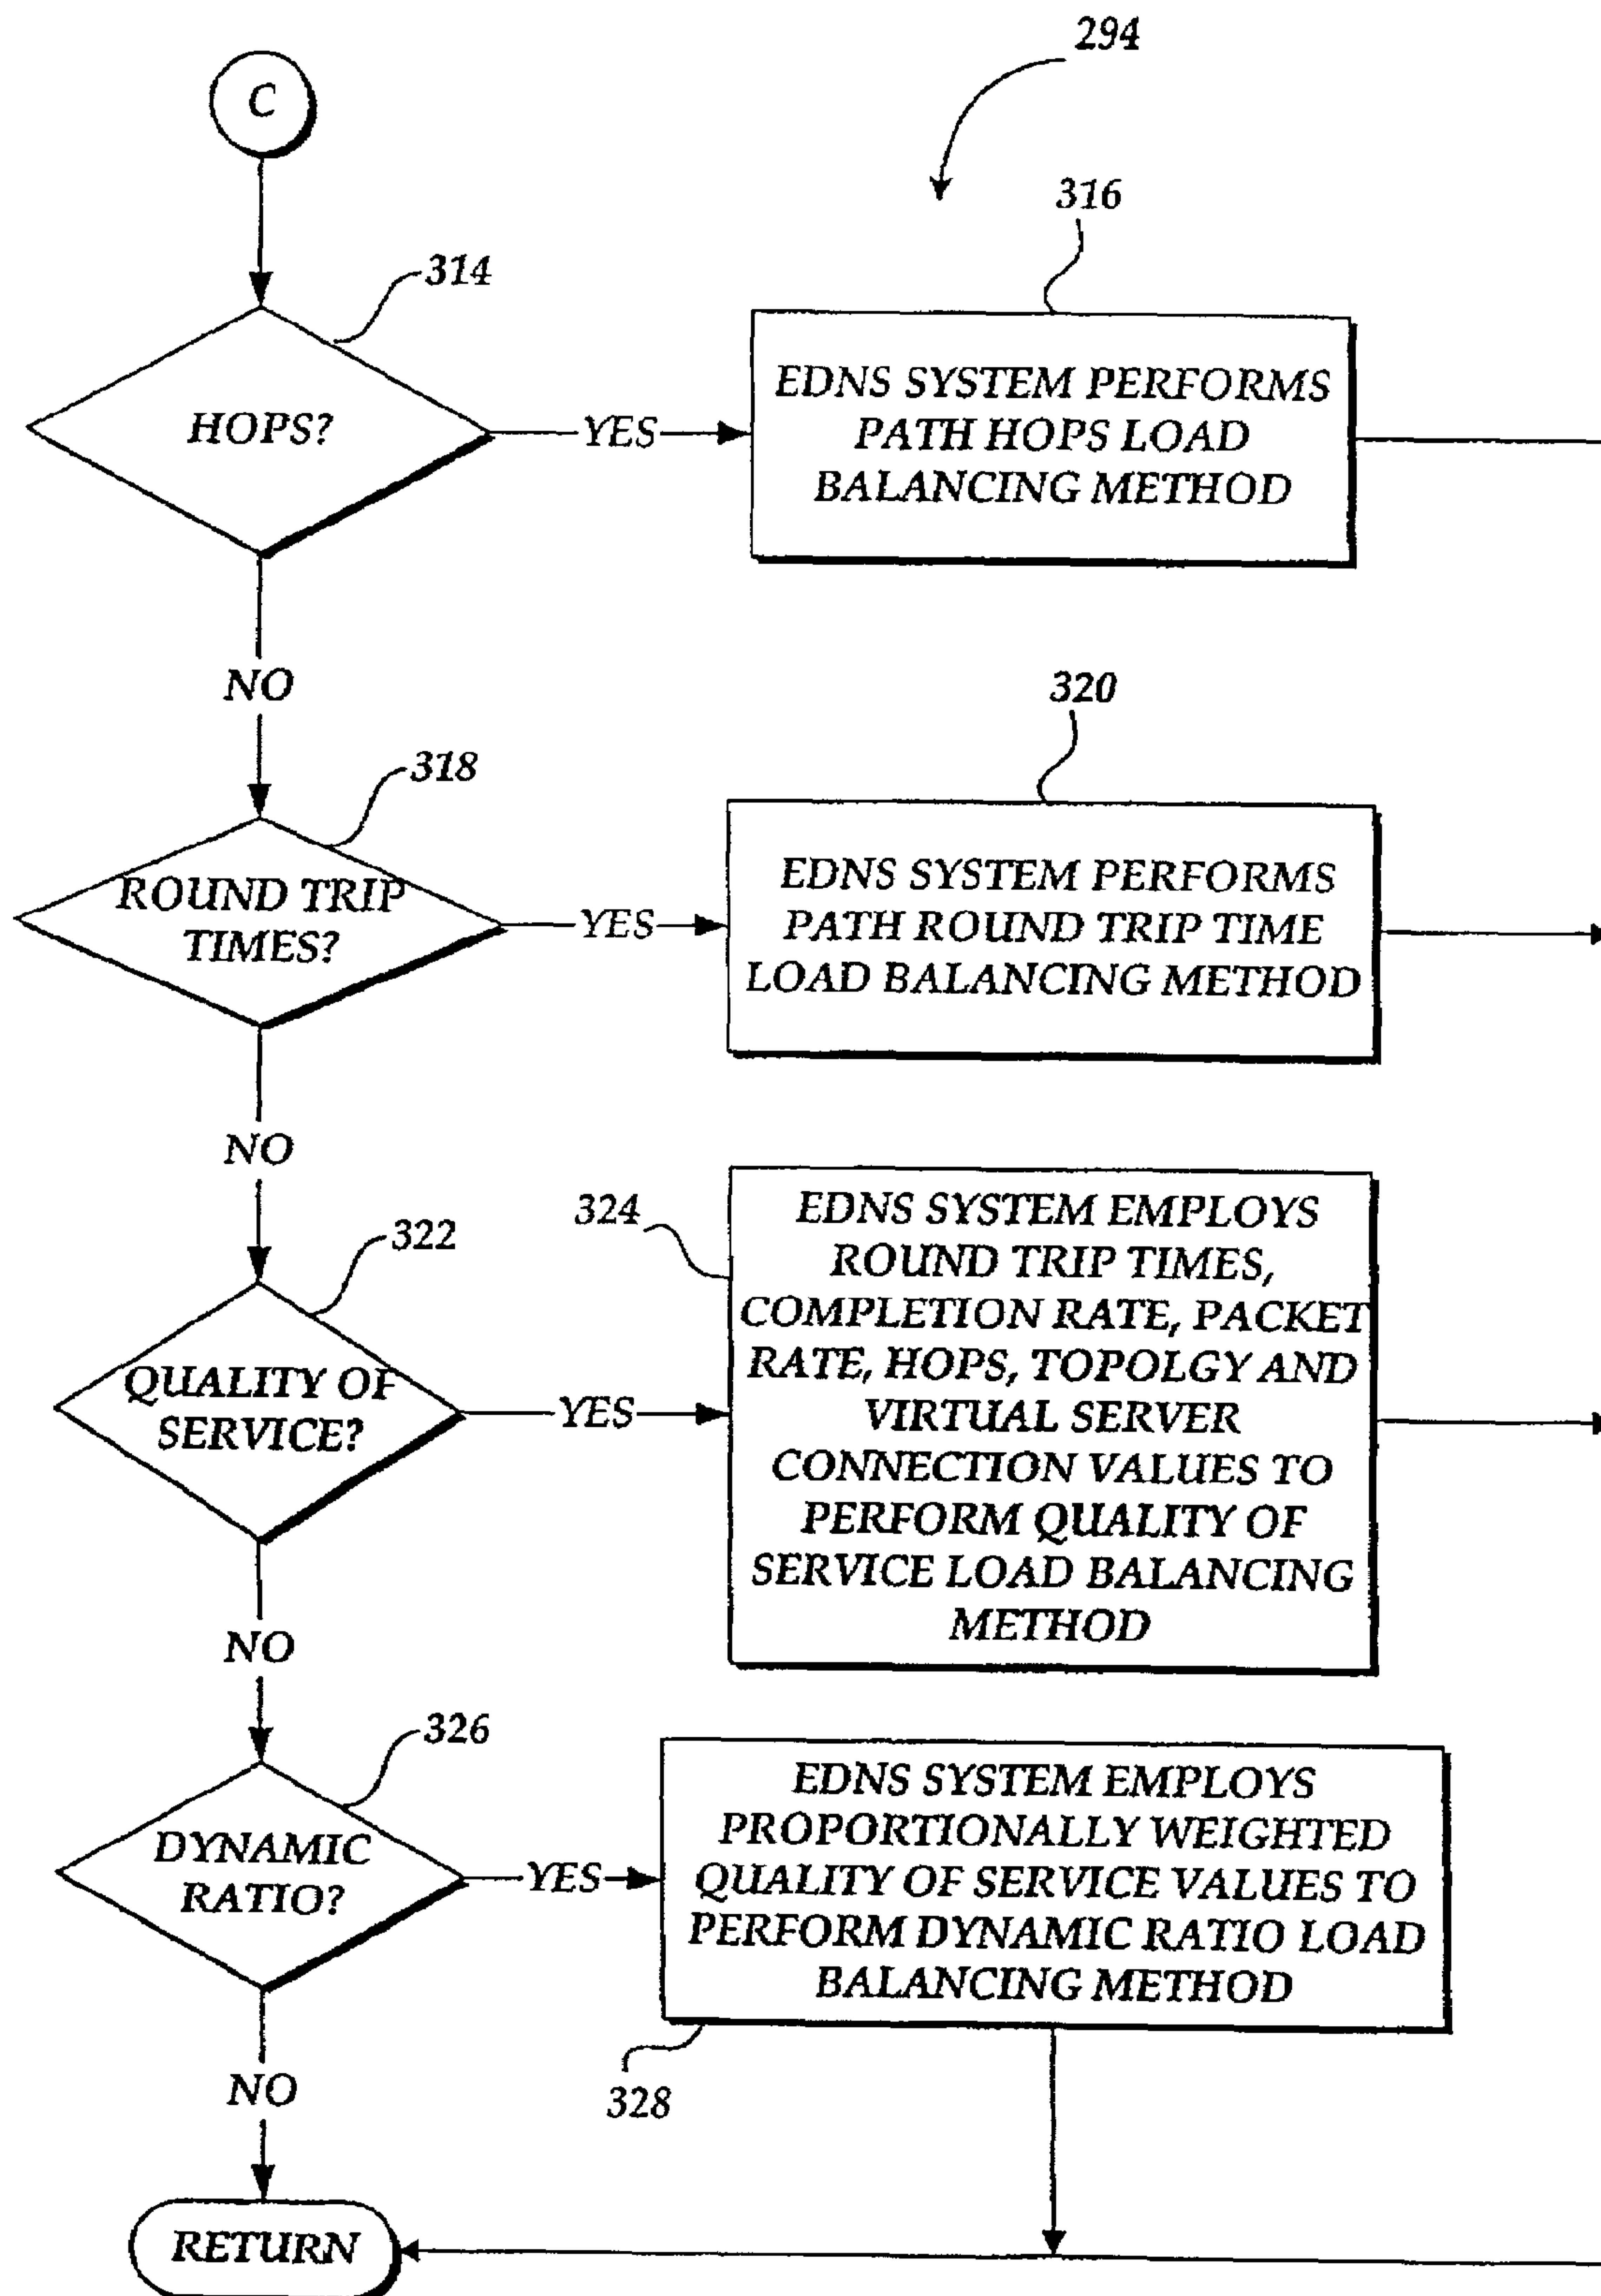 294
C
314
316
HOPS?
YES
EDNS SYSTEM PERFORMS
PATH HOPS LOAD
BALANCING METHOD
NO
318
320
ROUND TRIP
TIMES?
YES
EDNS SYSTEM PERFORMS
PATH ROUND TRIP TIME
LOAD BALANCING METHOD
NO
322
324
QUALITY OF
SERVICE?
YES
EDNS SYSTEM EMPLOYS
ROUND TRIP TIMES,
COMPLETION RATE, PACKET
RATE, HOPS, TOPOLGY AND
VIRTUAL SERVER
CONNECTION VALUES TO
PERFORM QUALITY OF
SERVICE LOAD BALANCING
METHOD
NO
326
DYNAMIC
RATIO?
YES
EDNS SYSTEM EMPLOYS
PROPORTIONALLY WEIGHTED
QUALITY OF SERVICE VALUES TO
PERFORM DYNAMIC RATIO LOAD
BALANCING METHOD
328
NO
RETURN